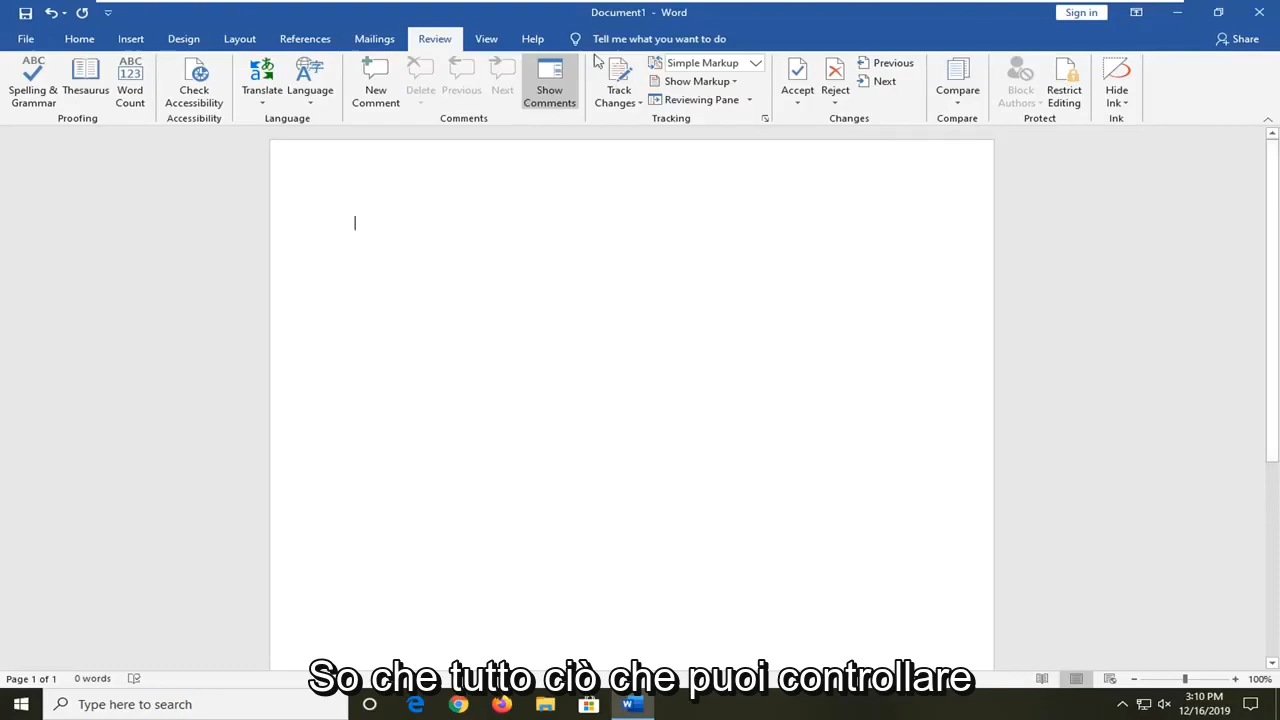 Document1 - Word
Sign in
File Home Insert Design Layout References Mailings Review View Help Tell me what you want to do Share
ABC
Spelling & Grammar
Thesaurus
ABC
123
Word Count
Proofing
Check Accessibility
Accessibility
Translate
Language
Language
New Comment
Delete
Previous
Next
Show Comments
Comments
Track Changes
Simple Markup
Show Markup
Reviewing Pane
Tracking
Accept
Reject
Previous
Next
Changes
Compare
Compare
Block Authors
Restrict Editing
Protect
Hide Ink
Ink
So che tutto ciò che puoi controllare
Page 1 of 1 0 words 100%
Type here to search
3:10 PM
12/16/2019